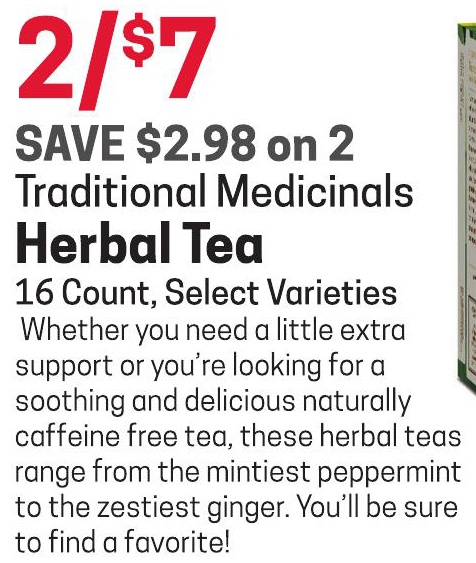 2/$7
SAVE $2.98 on 2
Traditional Medicinals
Herbal Tea
16 Count, Select Varieties
Whether you need a little extra
support or you're looking for a
soothing and delicious naturally
caffeine free tea, these herbal teas
range from the mintiest peppermint
to the zestiest ginger. You'll be sure
to find a favorite!